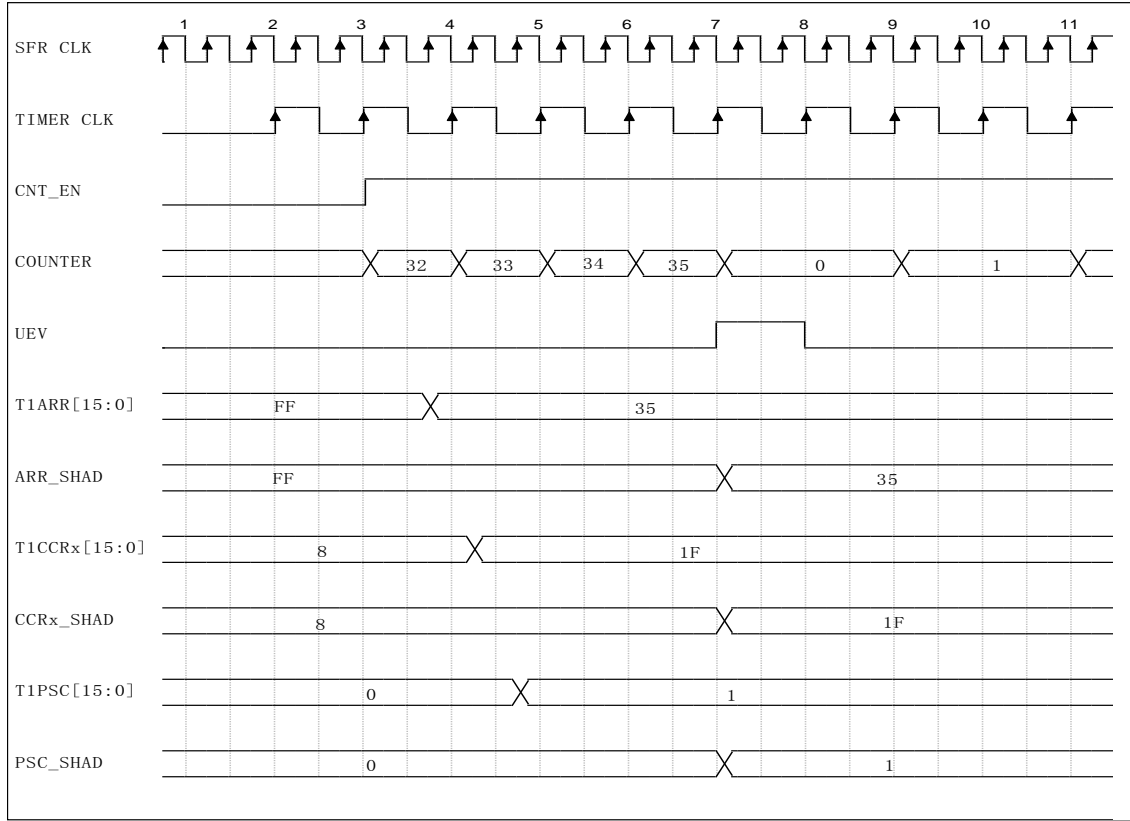 1 2 3 4 5 6 7 8 9 10 11
SFR CLK
TIMER CLK
CNT_EN
COUNTER 32 33 34 35 0 1
UEV
T1ARR[15:0] FF 35
ARR_SHAD FF 35
T1CCRx[15:0] 8 1F
CCRx_SHAD 8 1F
T1PSC[15:0] 0 1
PSC_SHAD 0 1